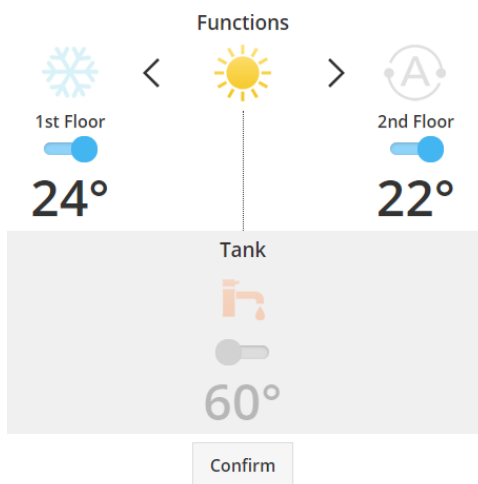 Functions
A
1st Floor
2nd Floor
24°
22°
Tank
60°
Confirm